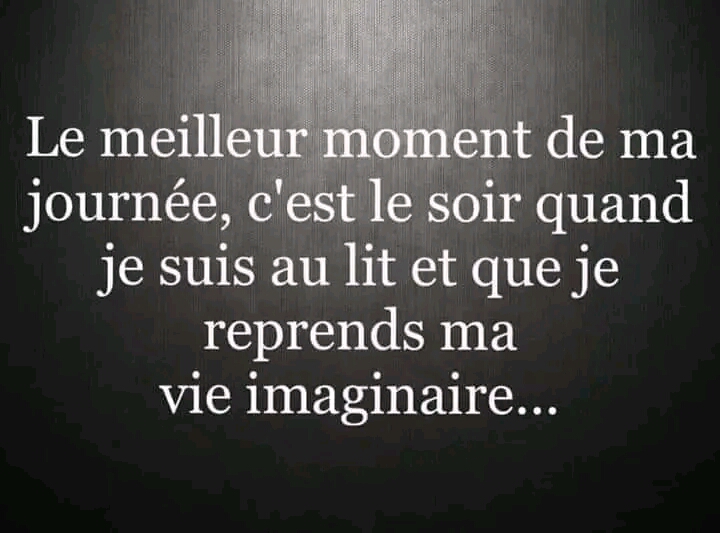 Le meilleur moment de ma
journée, c'est le soir quand
je suis au lit et que je
reprends ma
vie imaginaire...